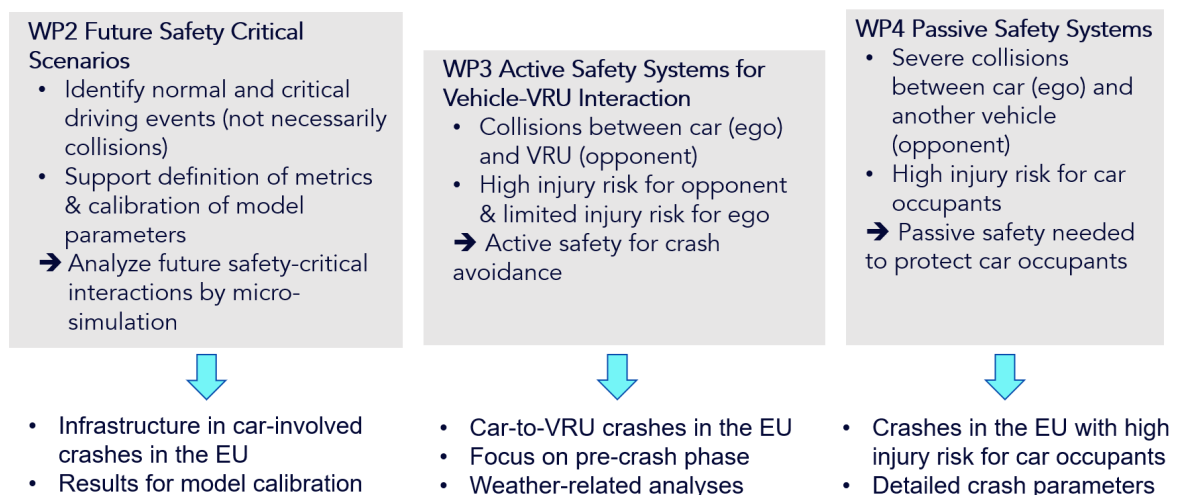 WP2 Future Safety Critical
Scenarios
• Identify normal and critical
driving events (not necessarily
collisions)
• Support definition of metrics
& calibration of model
parameters
➔ Analyze future safety-critical
interactions by micro-
simulation
• Infrastructure in car-involved
crashes in the EU
• Results for model calibration
WP3 Active Safety Systems for
Vehicle-VRU Interaction
• Collisions between car (ego)
and VRU (opponent)
• High injury risk for opponent
& limited injury risk for ego
➔ Active safety for crash
avoidance
• Car-to-VRU crashes in the EU
• Focus on pre-crash phase
• Weather-related analyses
WP4 Passive Safety Systems
• Severe collisions
between car (ego) and
another vehicle
(opponent)
• High injury risk for car
occupants
➔ Passive safety needed
to protect car occupants
• Crashes in the EU with high
injury risk for car occupants
• Detailed crash parameters